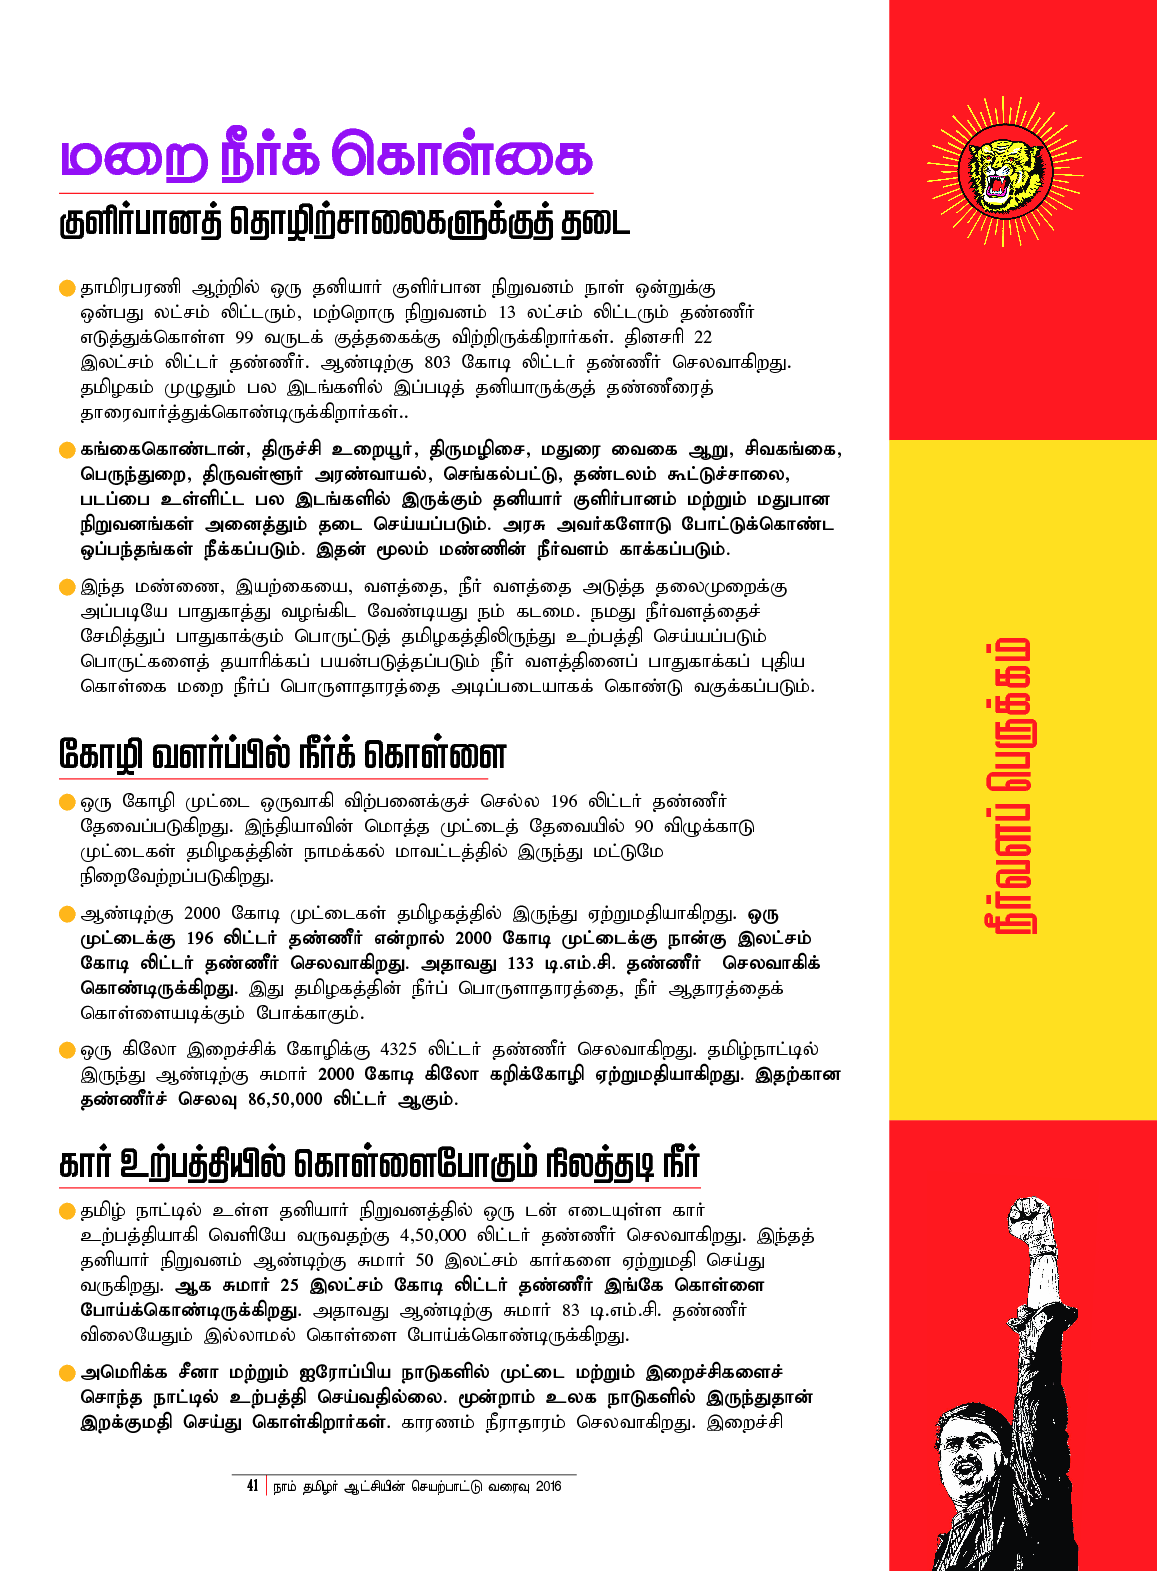 மறை நீர்க் கொள்கை
குளிர்பானத் தொழிற்சாலைகளுக்குத் தடை
தாமிரபரணி ஆற்றில் ஒரு தனியார் குளிர்பான நிறுவனம் நாள் ஒன்றுக்கு
ஒன்பது லட்சம் லிட்டரும், மற்றொரு நிறுவனம் 13 லட்சம் லிட்டரும் தண்ணீர்
எடுத்துக்கொள்ள 99 வருடக் குத்தகைக்கு விற்றிருக்கிறார்கள். தினசரி 22
இலட்சம் லிட்டர் தண்ணீர். ஆண்டிற்கு 803 கோடி லிட்டர் தண்ணீர் செலவாகிறது.
தமிழகம் முழுதும் பல இடங்களில் இப்படித் தனியாருக்குத் தண்ணீரைத்
தாரைவார்த்துக்கொண்டிருக்கிறார்கள்..
கங்கைகொண்டான், திருச்சி உறையூர், திருமழிசை, மதுரை வைகை ஆறு, சிவகங்கை,
பெருந்துறை, திருவள்ளூர் அரண்வாயல், செங்கல்பட்டு, தண்டலம் கூட்டுச்சாலை,
படப்பை உள்ளிட்ட பல இடங்களில் இருக்கும் தனியார் குளிர்பானம் மற்றும் மதுபான
நிறுவனங்கள் அனைத்தும் தடை செய்யப்படும். அரசு அவர்களோடு போட்டுக்கொண்ட
ஒப்பந்தங்கள் நீக்கப்படும். இதன் மூலம் மண்ணின் நீர்வளம் காக்கப்படும்.
இந்த மண்ணை, இயற்கையை, வளத்தை, நீர் வளத்தை அடுத்த தலைமுறைக்கு
அப்படியே பாதுகாத்து வழங்கிட வேண்டியது நம் கடமை. நமது நீர்வளத்தைச்
சேமித்துப் பாதுகாக்கும் பொருட்டுத் தமிழகத்திலிருந்து உற்பத்தி செய்யப்படும்
பொருட்களைத் தயாரிக்கப் பயன்படுத்தப்படும் நீர் வளத்தினைப் பாதுகாக்கப் புதிய
கொள்கை மறை நீர்ப் பொருளாதாரத்தை அடிப்படையாகக் கொண்டு வகுக்கப்படும்.
கோழி வளர்ப்பில் நீர்க் கொள்ளை
ஒரு கோழி முட்டை ஒருவாகி விற்பனைக்குச் செல்ல 196 லிட்டர் தண்ணீர்
தேவைப்படுகிறது. இந்தியாவின் மொத்த முட்டைத் தேவையில் 90 விழுக்காடு
முட்டைகள் தமிழகத்தின் நாமக்கல் மாவட்டத்தில் இருந்து மட்டுமே
நிறைவேற்றப்படுகிறது.
ஆண்டிற்கு 2000 கோடி முட்டைகள் தமிழகத்தில் இருந்து ஏற்றுமதியாகிறது. ஒரு
முட்டைக்கு 196 லிட்டர் தண்ணீர் என்றால் 2000 கோடி முட்டைக்கு நான்கு இலட்சம்
கோடி லிட்டர் தண்ணீர் செலவாகிறது. அதாவது 133 டி.எம்.சி. தண்ணீர் செலவாகிக்
கொண்டிருக்கிறது. இது தமிழகத்தின் நீர்ப் பொருளாதாரத்தை, நீர் ஆதாரத்தைக்
கொள்ளையடிக்கும் போக்காகும்.
ஒரு கிலோ இறைச்சிக் கோழிக்கு 4325 லிட்டர் தண்ணீர் செலவாகிறது. தமிழ்நாட்டில்
இருந்து ஆண்டிற்கு சுமார் 2000 கோடி கிலோ கறிக்கோழி ஏற்றுமதியாகிறது. இதற்கான
தண்ணீர்ச் செலவு 86,50,000 லிட்டர் ஆகும்.
கார் உற்பத்தியில் கொள்ளைபோகும் நிலத்தடி நீர்
தமிழ் நாட்டில் உள்ள தனியார் நிறுவனத்தில் ஒரு டன் எடையுள்ள கார்
உற்பத்தியாகி வெளியே வருவதற்கு 4,50,000 லிட்டர் தண்ணீர் செலவாகிறது. இந்தத்
தனியார் நிறுவனம் ஆண்டிற்கு சுமார் 50 இலட்சம் கார்களை ஏற்றுமதி செய்து
வருகிறது. ஆக சுமார் 25 இலட்சம் கோடி லிட்டர் தண்ணீர் இங்கே கொள்ளை
போய்க்கொண்டிருக்கிறது. அதாவது ஆண்டிற்கு சுமார் 83 டி.எம்.சி. தண்ணீர்
விலையேதும் இல்லாமல் கொள்ளை போய்க்கொண்டிருக்கிறது.
அமெரிக்க சீனா மற்றும் ஐரோப்பிய நாடுகளில் முட்டை மற்றும் இறைச்சிகளைச்
சொந்த நாட்டில் உற்பத்தி செய்வதில்லை. மூன்றாம் உலக நாடுகளில் இருந்துதான்
இறக்குமதி செய்து கொள்கிறார்கள். காரணம் நீராதாரம் செலவாகிறது. இறைச்சி
41 நாம் தமிழர் ஆட்சியின் செயற்பாட்டு வரைவு 2016
நீர்வளப் பெருக்கம்